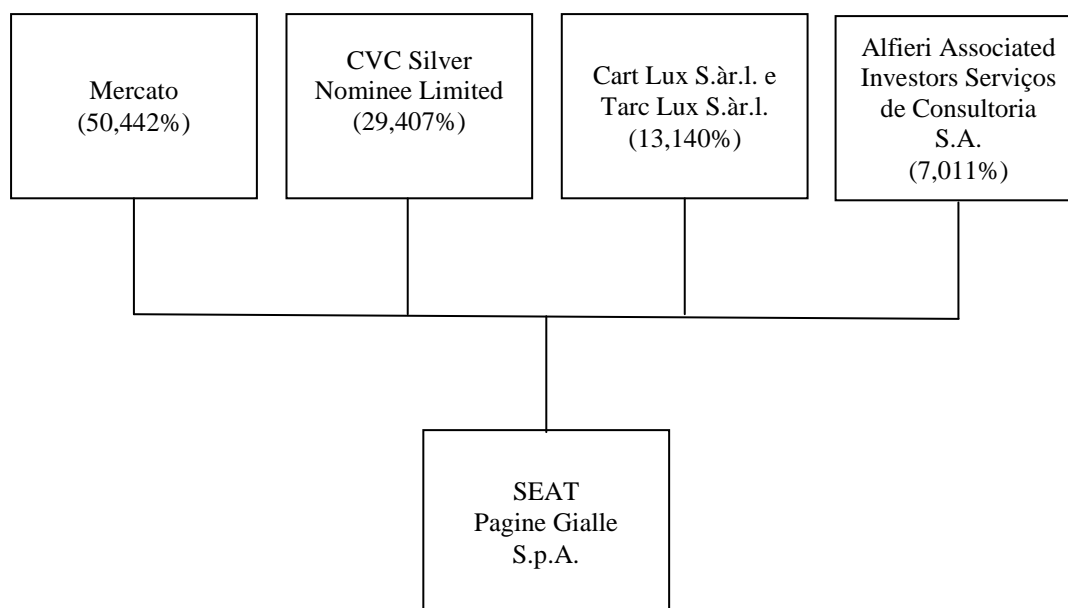 Mercato
(50,442%)
CVC Silver
Nominee Limited
(29,407%)
Cart Lux S.àr.l. e
Tarc Lux S.àr.l.
(13,140%)
Alfieri Associated
Investors Serviços
de Consultoria
S.A.
(7,011%)
SEAT
Pagine Gialle
S.p.A.